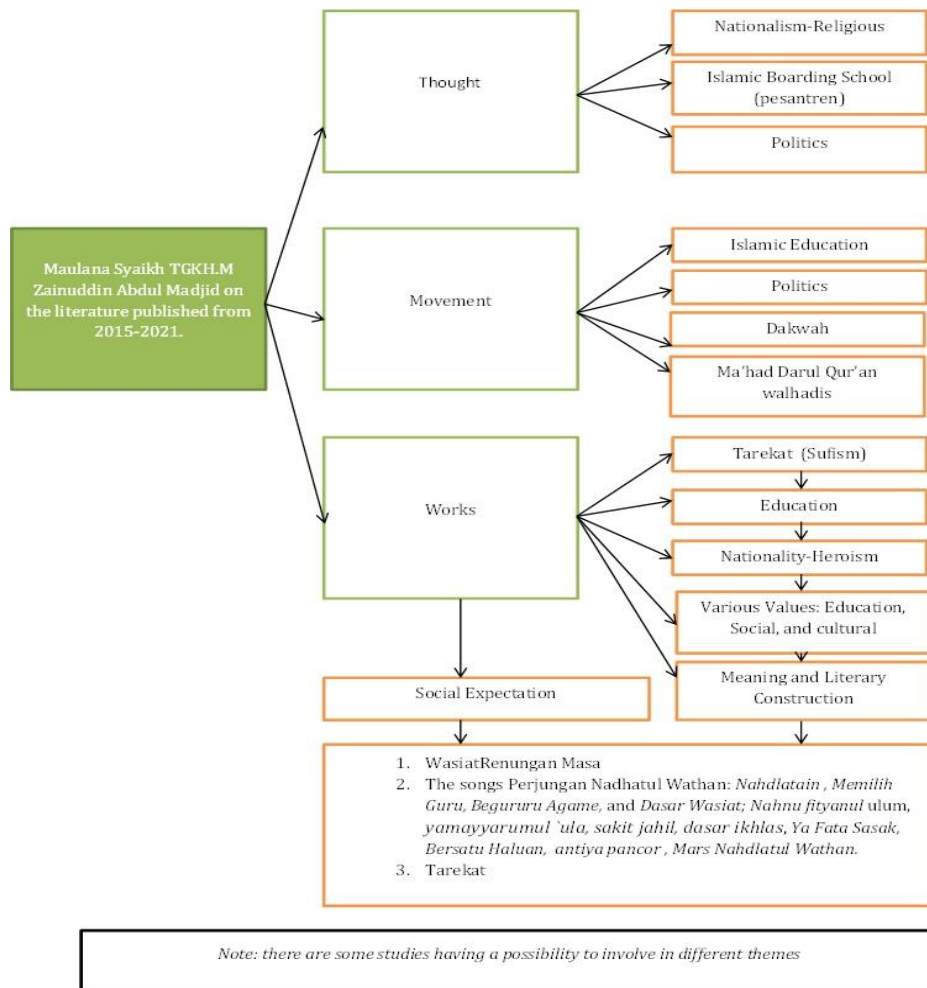 Maulana Syaikh TGKH.M
Zainuddin Abdul Madjid on
the literature published from
2015-2021.
Thought
Nationalism-Religious
Islamic Boarding School
(pesantren)
Politics
Movement
Islamic Education
Politics
Dakwah
Ma'had Darul Qur'an
walhadis
Works
Tarekat (Sufism)
Education
Nationality-Heroism
Various Values: Education,
Social, and cultural
Meaning and Literary
Construction
Social Expectation
1. WasiatRenungan Masa
2. The songs Perjungan Nadhatul Wathan: Nahdlatain , Memilih
Guru, Begururu Agame, and Dasar Wasiat; Nahnu fityanul ulum,
yamayyarumul `ula, sakit jahil, dasar ikhlas, Ya Fata Sasak,
Bersatu Haluan, antiya pancor , Mars Nahdlatul Wathan.
3. Tarekat
Note: there are some studies having a possibility to involve in different themes